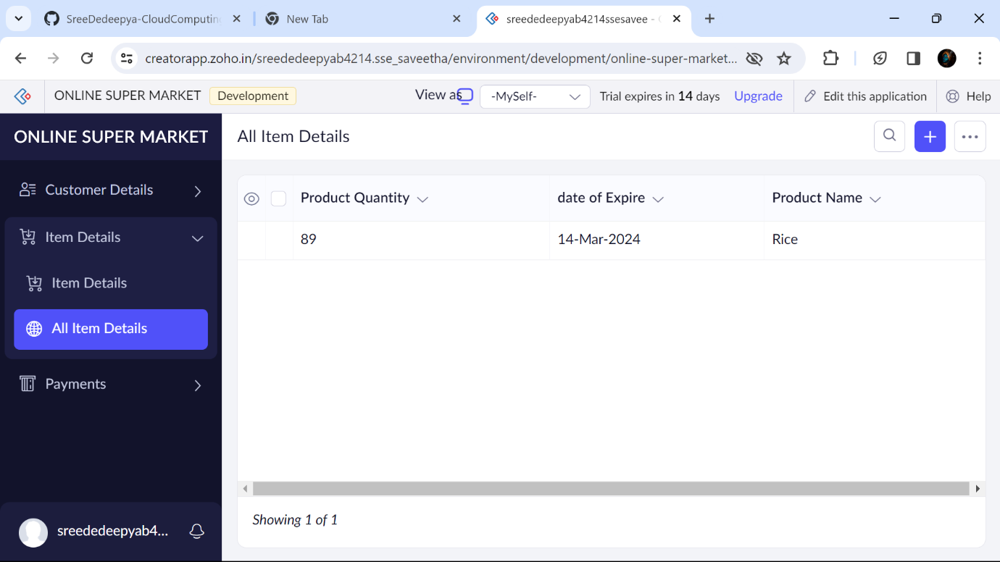 SreeDedeepya-CloudComputin
New Tab
sreededeepyab4214ssesavee -
creatorapp.zoho.in/sreededeepyab4214.sse_saveetha/environment/development/online-super-market...
ONLINE SUPER MARKET
Development
View as
-MySelf-
Trial expires in 14 days
Upgrade
Edit this application
Help
ONLINE SUPER MARKET
All Item Details
Customer Details
Item Details
Item Details
All Item Details
Payments
Product Quantity
date of Expire
Product Name
89
14-Mar-2024
Rice
Showing 1 of 1
sreededeepyab4...